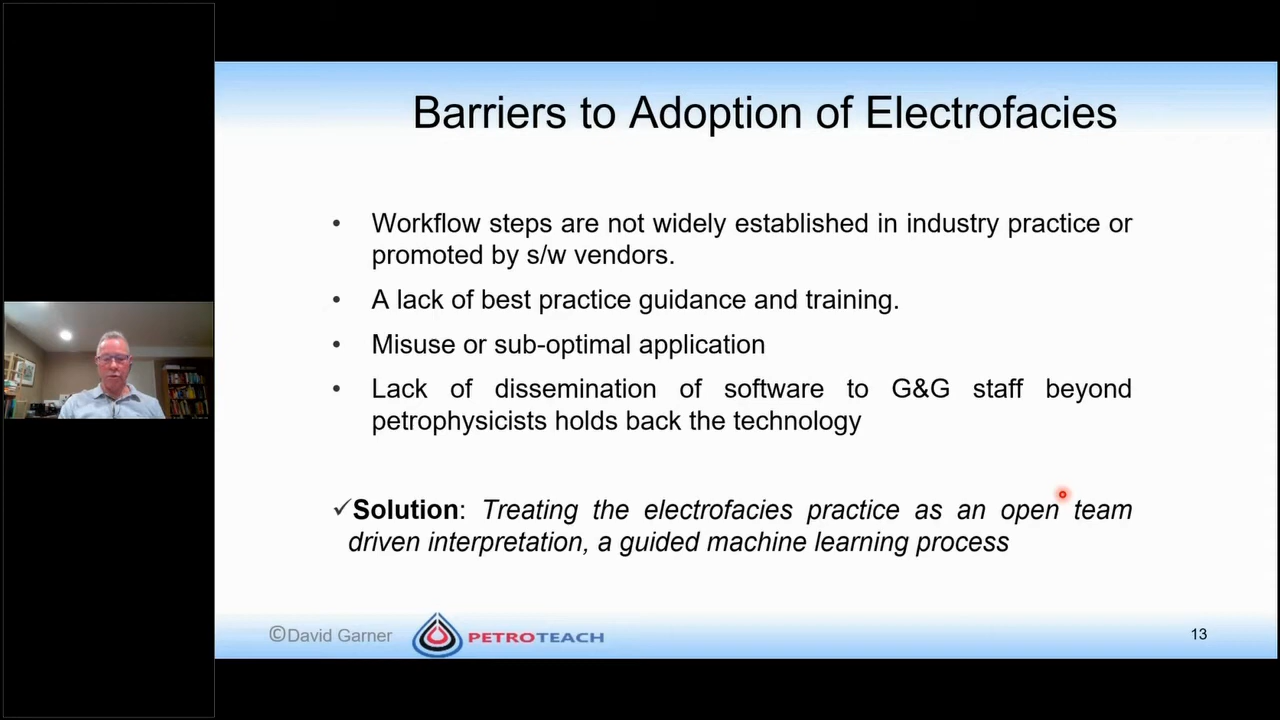 Barriers to Adoption of Electrofacies
• Workflow steps are not widely established in industry practice or
promoted by s/w vendors.
• A lack of best practice guidance and training.
• Misuse or sub-optimal application
• Lack of dissemination of software to G&G staff beyond
petrophysicists holds back the technology
✓Solution: Treating the electrofacies practice as an open team
driven interpretation, a guided machine learning process
©David Garner
PETROTEACH
13